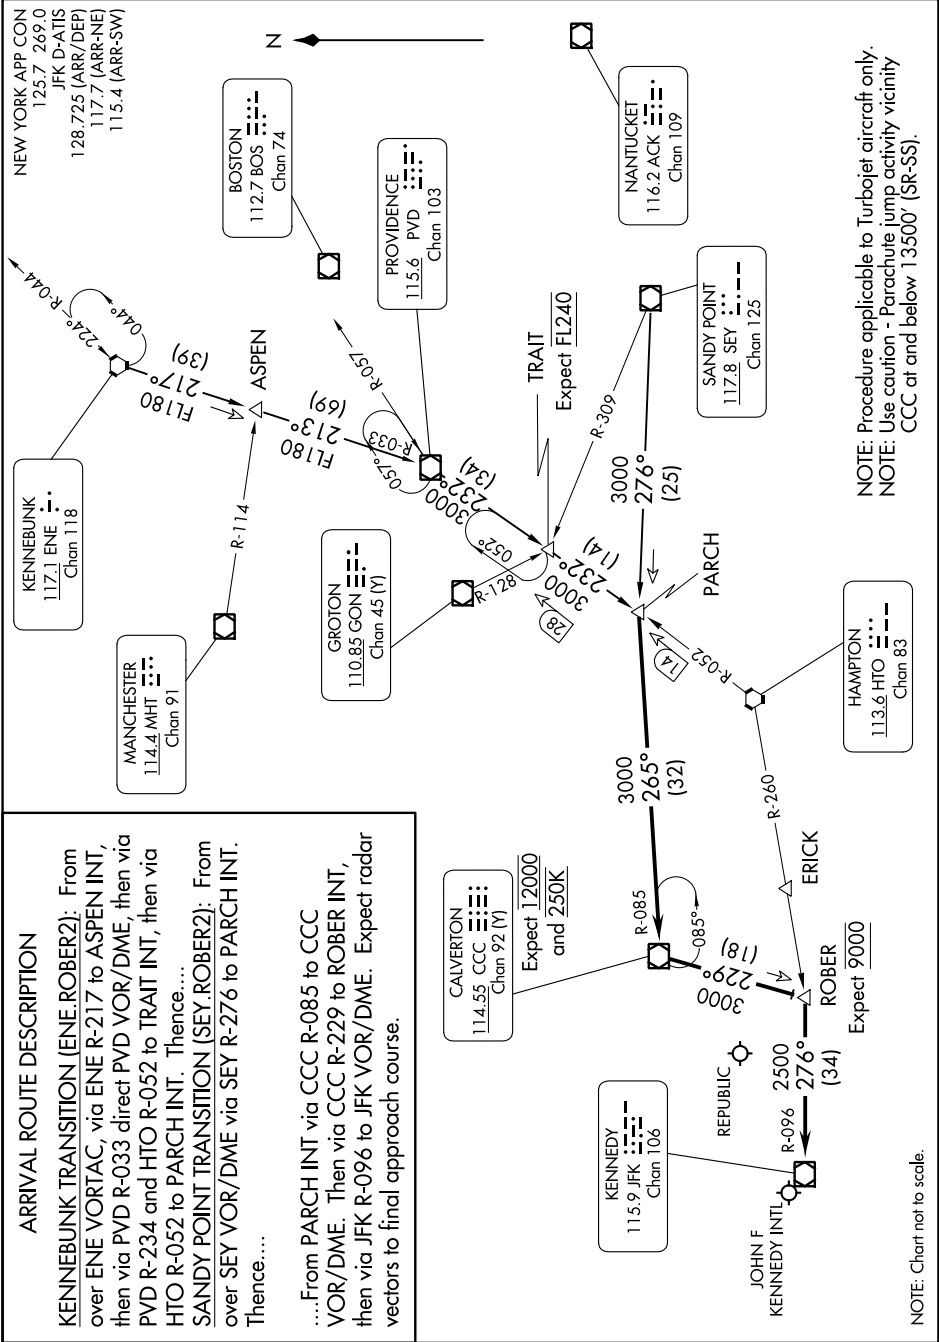 ARRIVAL ROUTE DESCRIPTION
KENNEBUNK TRANSITION (ENE.ROBER2): From
over ENE VORTAC, via ENE R-217 to ASPEN INT,
then via PVD R-033 direct PVD VOR/DME, then via
PVD R-234 and HTO R-052 to TRAIT INT, then via
HTO R-052 to PARCH INT. Thence....
SANDY POINT TRANSITION (SEY.ROBER2): From
over SEY VOR/DME via SEY R-276 to PARCH INT.
Thence....
....From PARCH INT via CCC R-085 to CCC
VOR/DME. Then via CCC R-229 to ROBER INT,
then via JFK R-096 to JFK VOR/DME. Expect radar
vectors to final approach course.
NEW YORK APP CON
125.7 269.0
JFK D-ATIS
128.725 (ARR/DEP)
117.7 (ARR-NE)
115.4 (ARR-SW)
N
KENNEBUNK
117.1 ENE
Chan 118
224°
R-044
044°
FL180
217°
(39)
ASPEN
MANCHESTER
114.4 MHT
Chan 91
R-114
FL180
213°
(69)
BOSTON
112.7 BOS
Chan 74
PROVIDENCE
115.6 PVD
Chan 103
R-057
R-033
057°
3000
232°
(34)
GROTON
110.85 GON
Chan 45 (Y)
R-128
052°
TRAIT
Expect FL240
R-309
3000
232°
(14)
28
NANTUCKET
116.2 ACK
Chan 109
SANDY POINT
117.8 SEY
Chan 125
3000
276°
(25)
PARCH
14
R-052
HAMPTON
113.6 HTO
Chan 83
3000
265°
(32)
R-260
ERICK
CALVERTON
114.55 CCC
Chan 92 (Y)
Expect 12000
and 250K
R-085
085°
3000
229°
(18)
ROBER
Expect 9000
REPUBLIC
2500
276°
(34)
R-096
KENNEDY
115.9 JFK
Chan 106
JOHN F
KENNEDY INTL
NOTE: Procedure applicable to Turbojet aircraft only.
NOTE: Use caution - Parachute jump activity vicinity
CCC at and below 13500' (SR-SS).
NOTE: Chart not to scale.